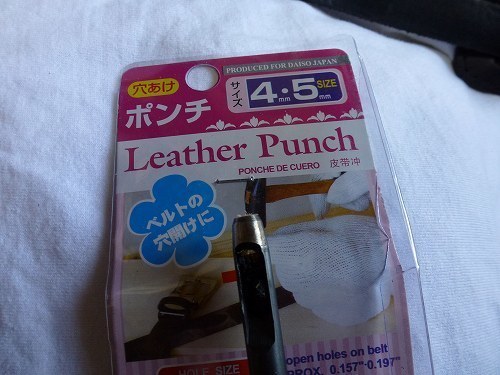 PRODUCED FOR DAISO JAPAN
穴あけ
ポンチ
サイズ
4・5 SIZE
mm mm
Leather Punch
PONCHE DE CUERO 皮带冲
ベルトの
穴開けに
HOLE SIZE
open holes on belt
PROX. 0.157"-0.197"